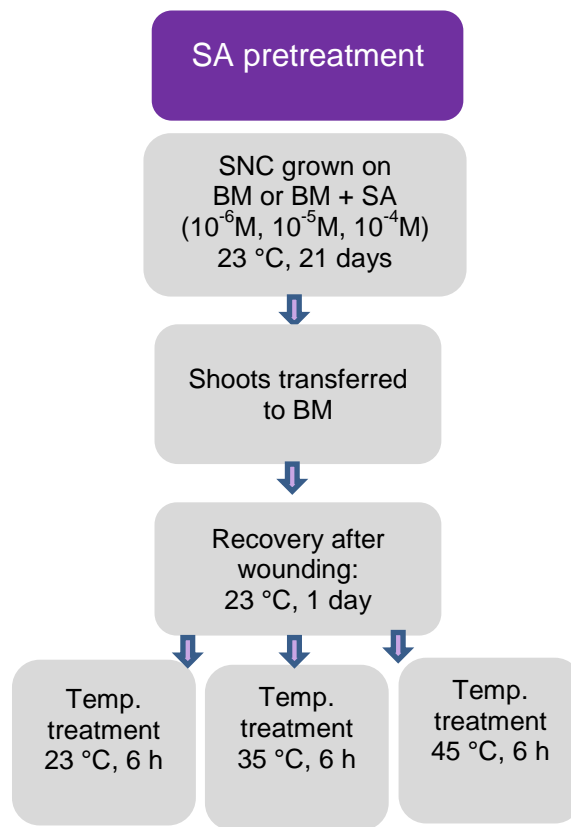 SA pretreatment
SNC grown on
BM or BM + SA
(10⁻⁶M, 10⁻⁵M, 10⁻⁴M)
23 °C, 21 days
Shoots transferred
to BM
Recovery after
wounding:
23 °C, 1 day
Temp.
treatment
23 °C, 6 h
Temp.
treatment
35 °C, 6 h
Temp.
treatment
45 °C, 6 h